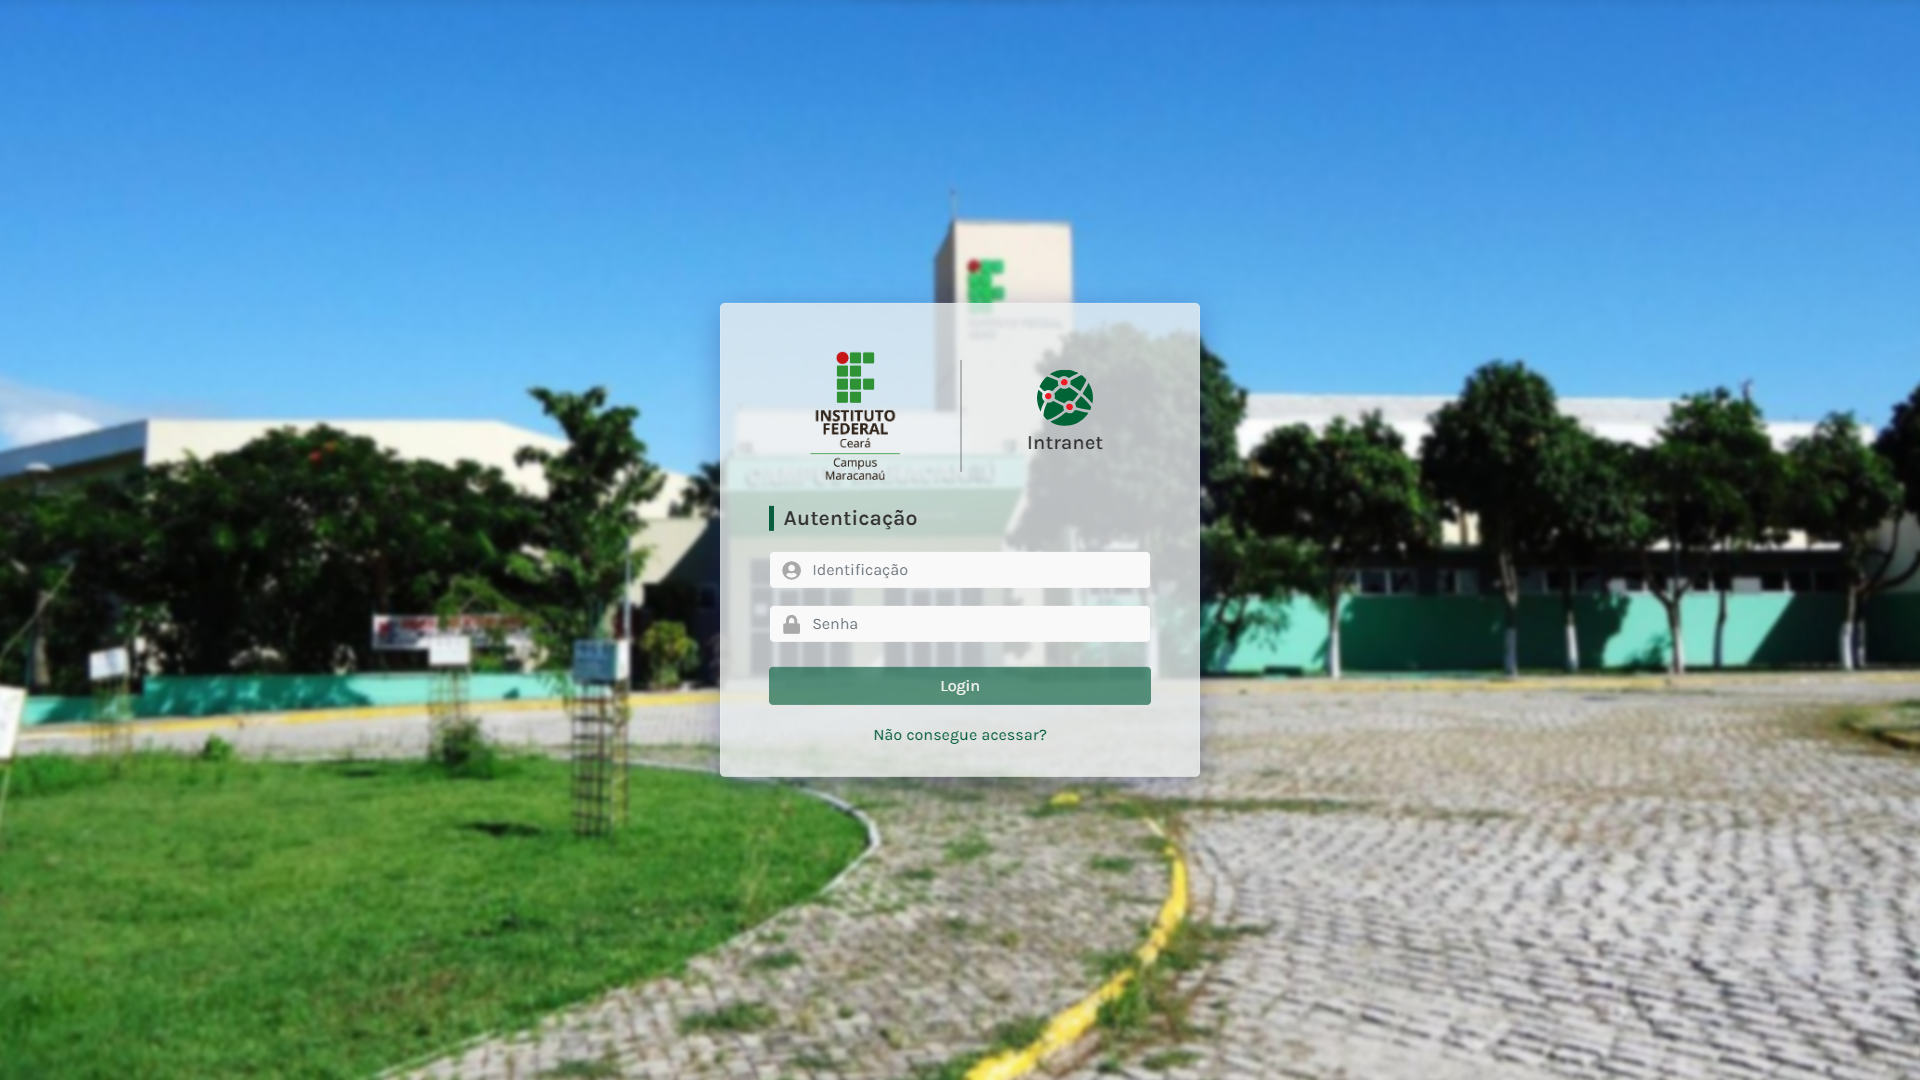 INSTITUTO
FEDERAL
Ceará
Campus
Maracanaú
Intranet
Autenticação
Identificação
Senha
Login
Não consegue acessar?